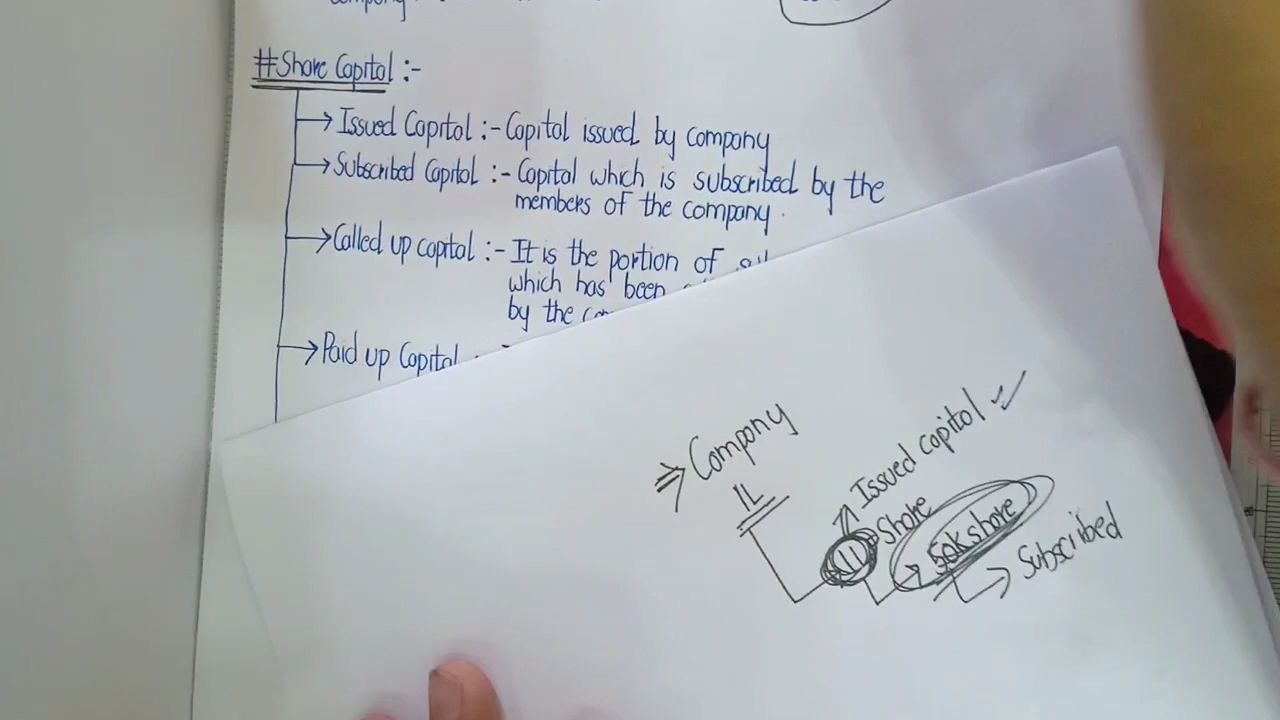 company
#Share Capital :-
→ Issued Capital :- Capital issued by company
→ Subscribed Capital :- Capital which is subscribed by the
members of the company.
→ Called up capital :- It is the portion of
which has been
by the
→ Paid up Capital :-
⇒ Company
1L
Issued capital
1L Share
→ 50K share
→ Subscribed